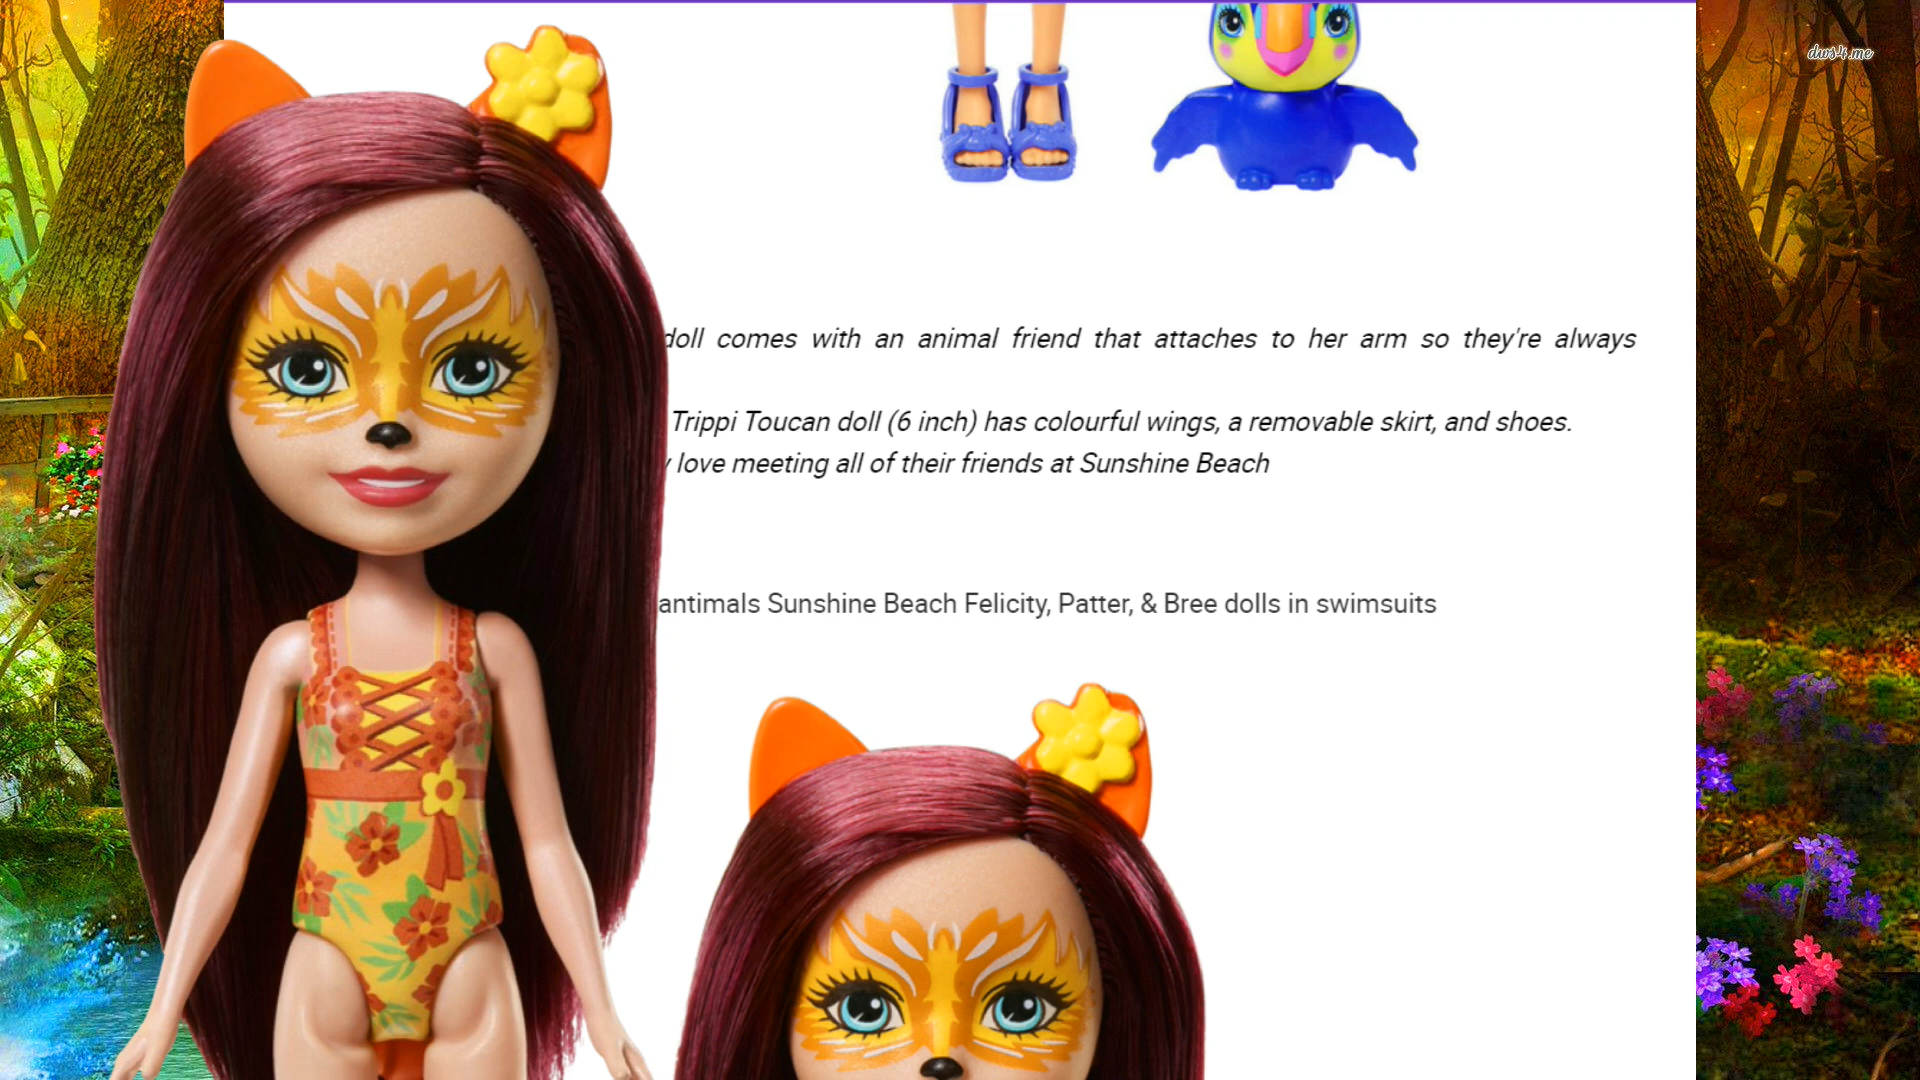 dws4.me
doll comes with an animal friend that attaches to her arm so they're always
Trippi Toucan doll (6 inch) has colourful wings, a removable skirt, and shoes.
love meeting all of their friends at Sunshine Beach
antimals Sunshine Beach Felicity, Patter, & Bree dolls in swimsuits